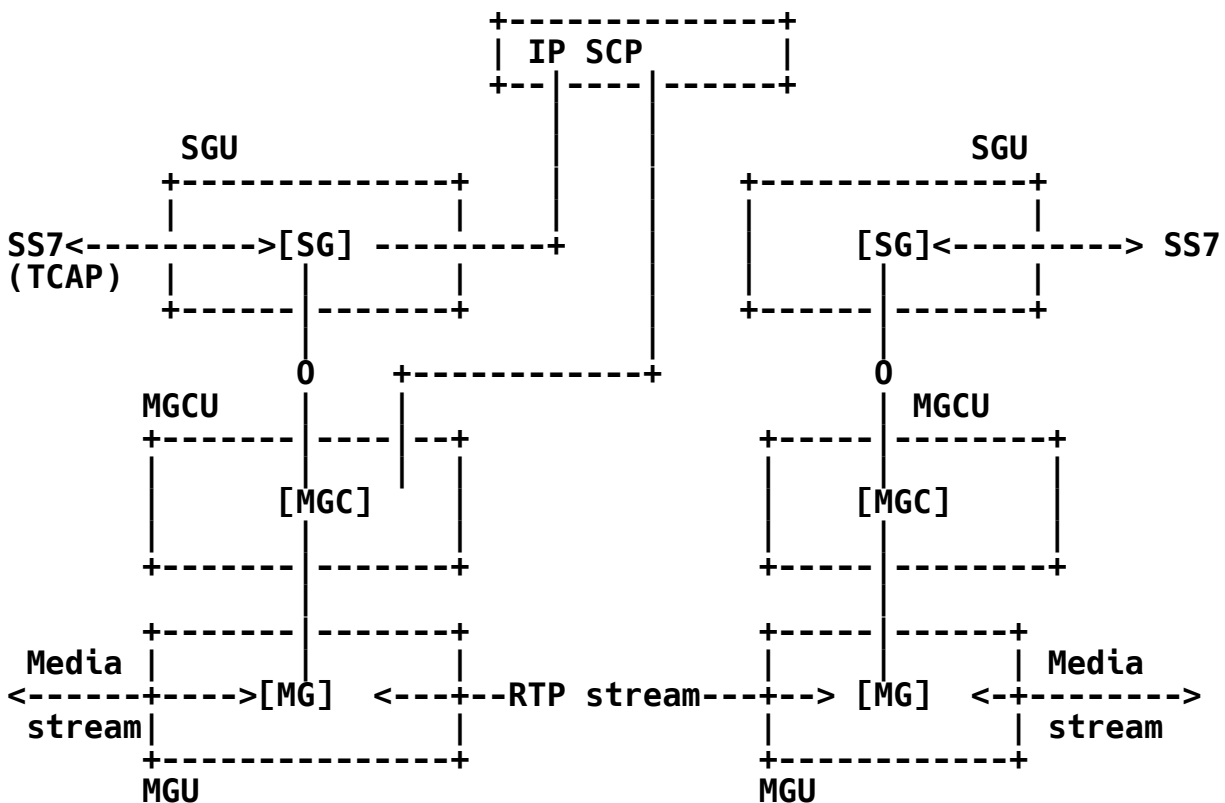 IP SCP
SGU SGU
SS7<--------->[SG] ---------+ [SG]<---------> SS7
(TCAP)
O +------------+ O
MGCU MGCU
[MGC] [MGC]
Media Media
<------+---->[MG] <---+--RTP stream---+--> [MG] <-+-------->
stream stream
MGU MGU